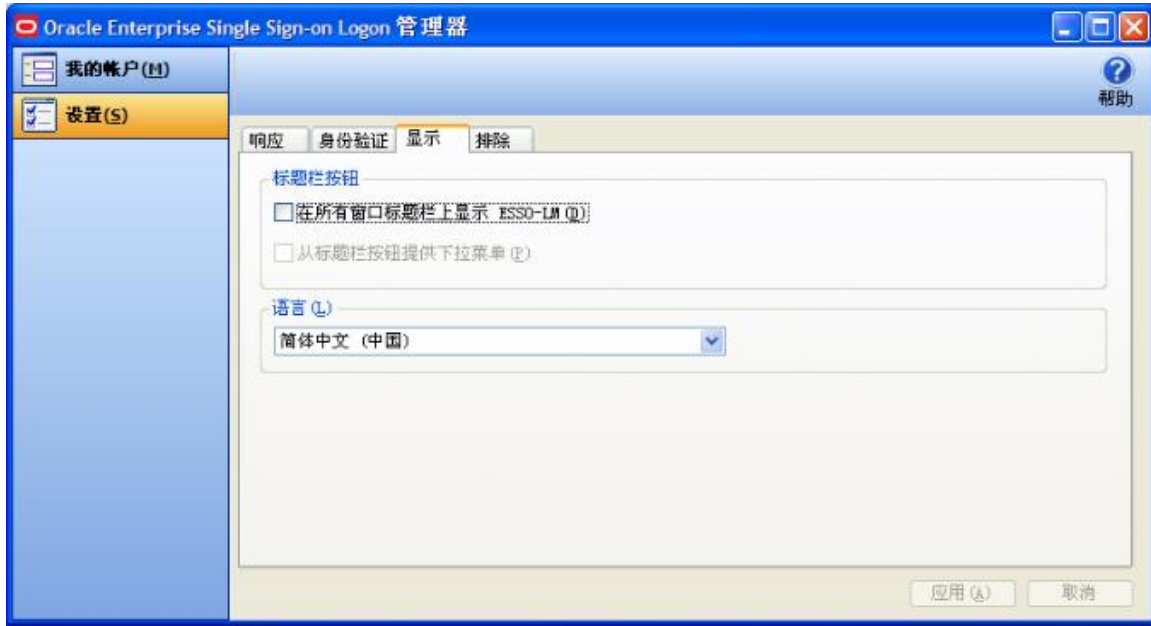 Oracle Enterprise Single Sign-on Logon 管理器
我的帐户(M)
设置(S)
帮助
响应 身份验证 显示 排除
标题栏按钮
在所有窗口标题栏上显示 ESSO-LM(D)
从标题栏按钮提供下拉菜单(P)
语言(L)
简体中文 (中国)
应用(A) 取消